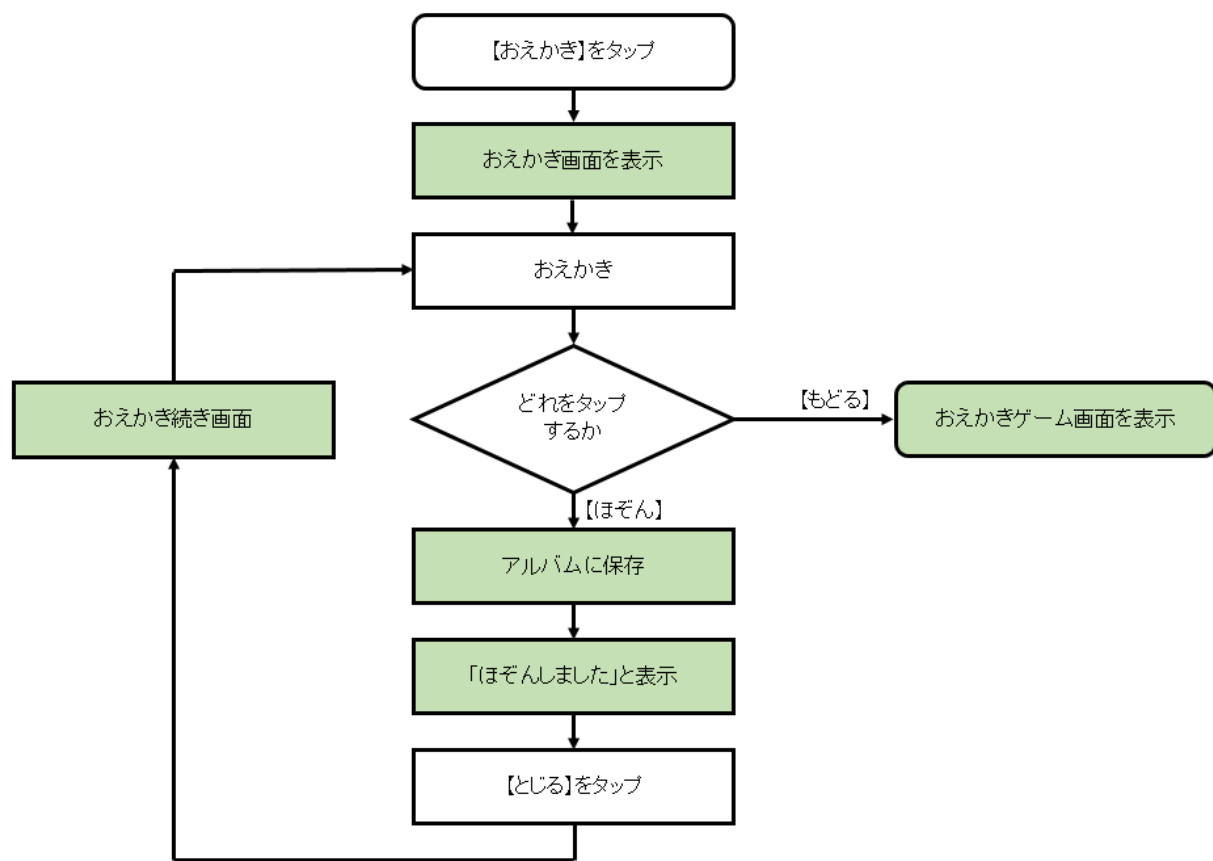 【おえかき】をタップ
おえかき画面を表示
おえかき
おえかき続き画面
どれをタップ
するか
【もどる】
おえかきゲーム画面を表示
【ほぞん】
アルバムに保存
「ほぞんしました」と表示
【とじる】をタップ